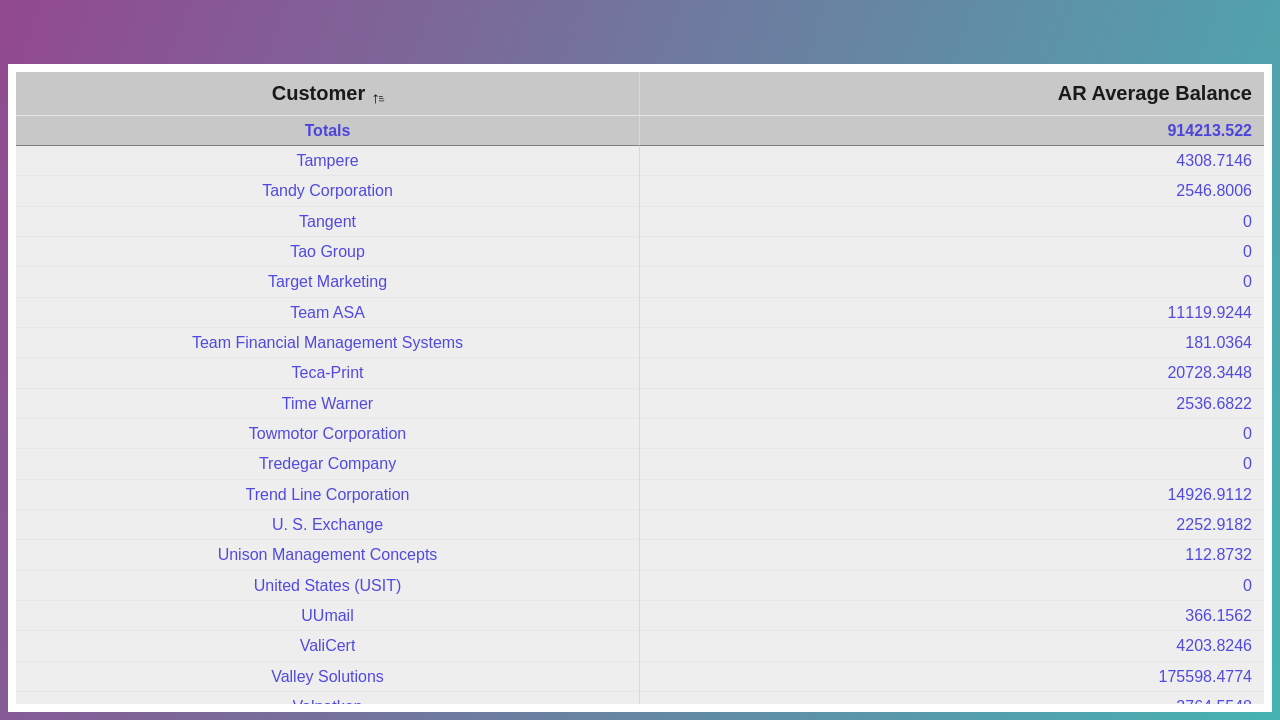 Customer AR Average Balance
Totals 914213.522
Tampere 4308.7146
Tandy Corporation 2546.8006
Tangent 0
Tao Group 0
Target Marketing 0
Team ASA 11119.9244
Team Financial Management Systems 181.0364
Teca-Print 20728.3448
Time Warner 2536.6822
Towmotor Corporation 0
Tredegar Company 0
Trend Line Corporation 14926.9112
U. S. Exchange 2252.9182
Unison Management Concepts 112.8732
United States (USIT) 0
UUmail 366.1562
ValiCert 4203.8246
Valley Solutions 175598.4774